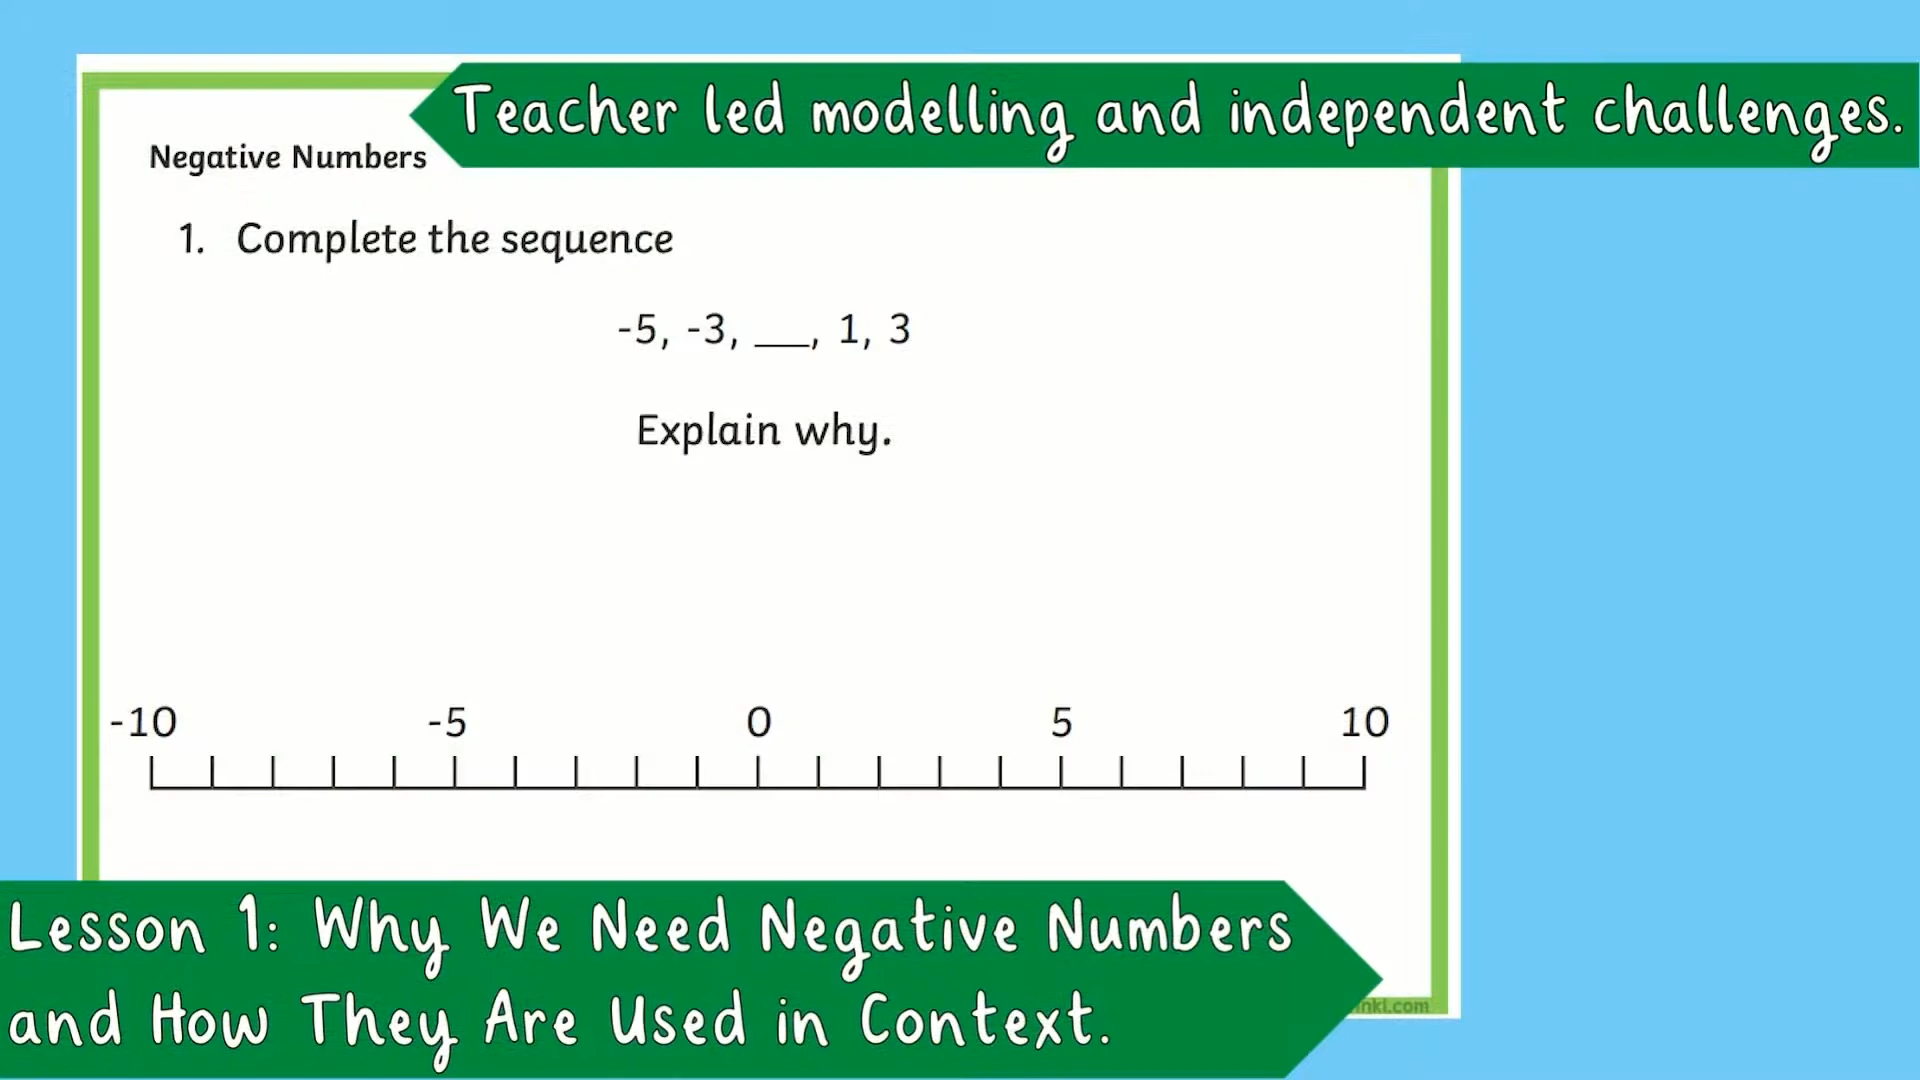 Teacher led modelling and independent challenges.
Negative Numbers
1. Complete the sequence
-5, -3, ___, 1, 3
Explain why.
-10 -5 0 5 10
Lesson 1: Why We Need Negative Numbers
and How They Are Used in Context.